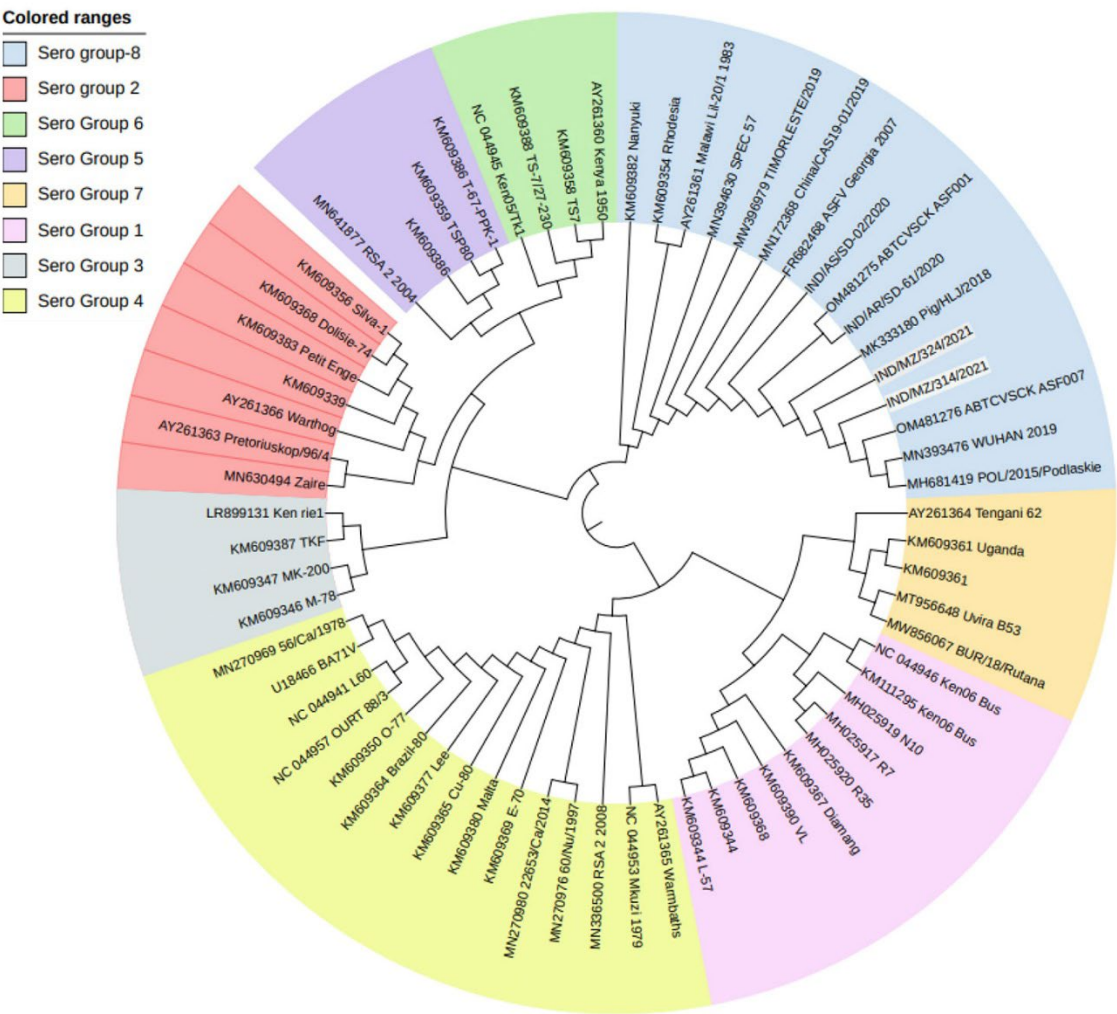 Colored ranges
Sero group-8
Sero group 2
Sero Group 6
Sero Group 5
Sero Group 7
Sero Group 1
Sero Group 3
Sero Group 4
KM609382 Nanyuki
KM609354 Rhodesia
AY261361 Malawi Lil-20/1 1983
MN394630 SPEC 57
MW396979 TIMORLESTE/2019
MN172368 China/CAS19-01/2019
FR682468 ASFV Georgia 2007
IND/AS/SD-02/2020
OM481275 ABTCVSCK ASF001
IND/AR/SD-61/2020
MK333180 Pig/HLJ/2018
IND/MZ/324/2021
IND/MZ/314/2021
OM481276 ABTCVSCK ASF007
MN393476 WUHAN 2019
MH681419 POL/2015/Podlaskie
AY261364 Tengani 62
KM609361 Uganda
KM609361
MT956648 Uvira B53
MW856067 BUR/18/Rutana
NC 044946 Ken06 Bus
KM111295 Ken06 Bus
MH025919 N10
MH025917 R7
MH025920 R35
KM609367 Diamang
KM609390 VL
KM609368
KM609344
KM609344 L-57
AY261365 Warmbaths
NC 044953 Mkuzi 1979
MN336500 RSA 2 2008
MN270976 60/Nu/1997
MN270980 22653/Ca/2014
KM609369 E-70
KM609380 Malta
KM609365 Cu-80
KM609377 Lee
KM609364 Brazil-80
KM609350 O-77
NC 044957 OURT 88/3
NC 044941 L60
U18466 BA71V
MN270969 56/Ca/1978
KM609346 M-78
KM609347 MK-200
KM609387 TKF
LR899131 Ken rie1
MN630494 Zaire
AY261363 Pretoriuskop/96/4
AY261366 Warthog
KM609339
KM609383 Petit Enge
KM609368 Dolisie-74
KM609356 Silva-1
MN641877 RSA 2 2004
KM609386
KM609359 TSP80
KM609386 T-67-PPK-1
NC 044945 Ken05/Tk1
KM609389 TS-7/27-230
KM609358 TS7
AY261360 Kenya 1950